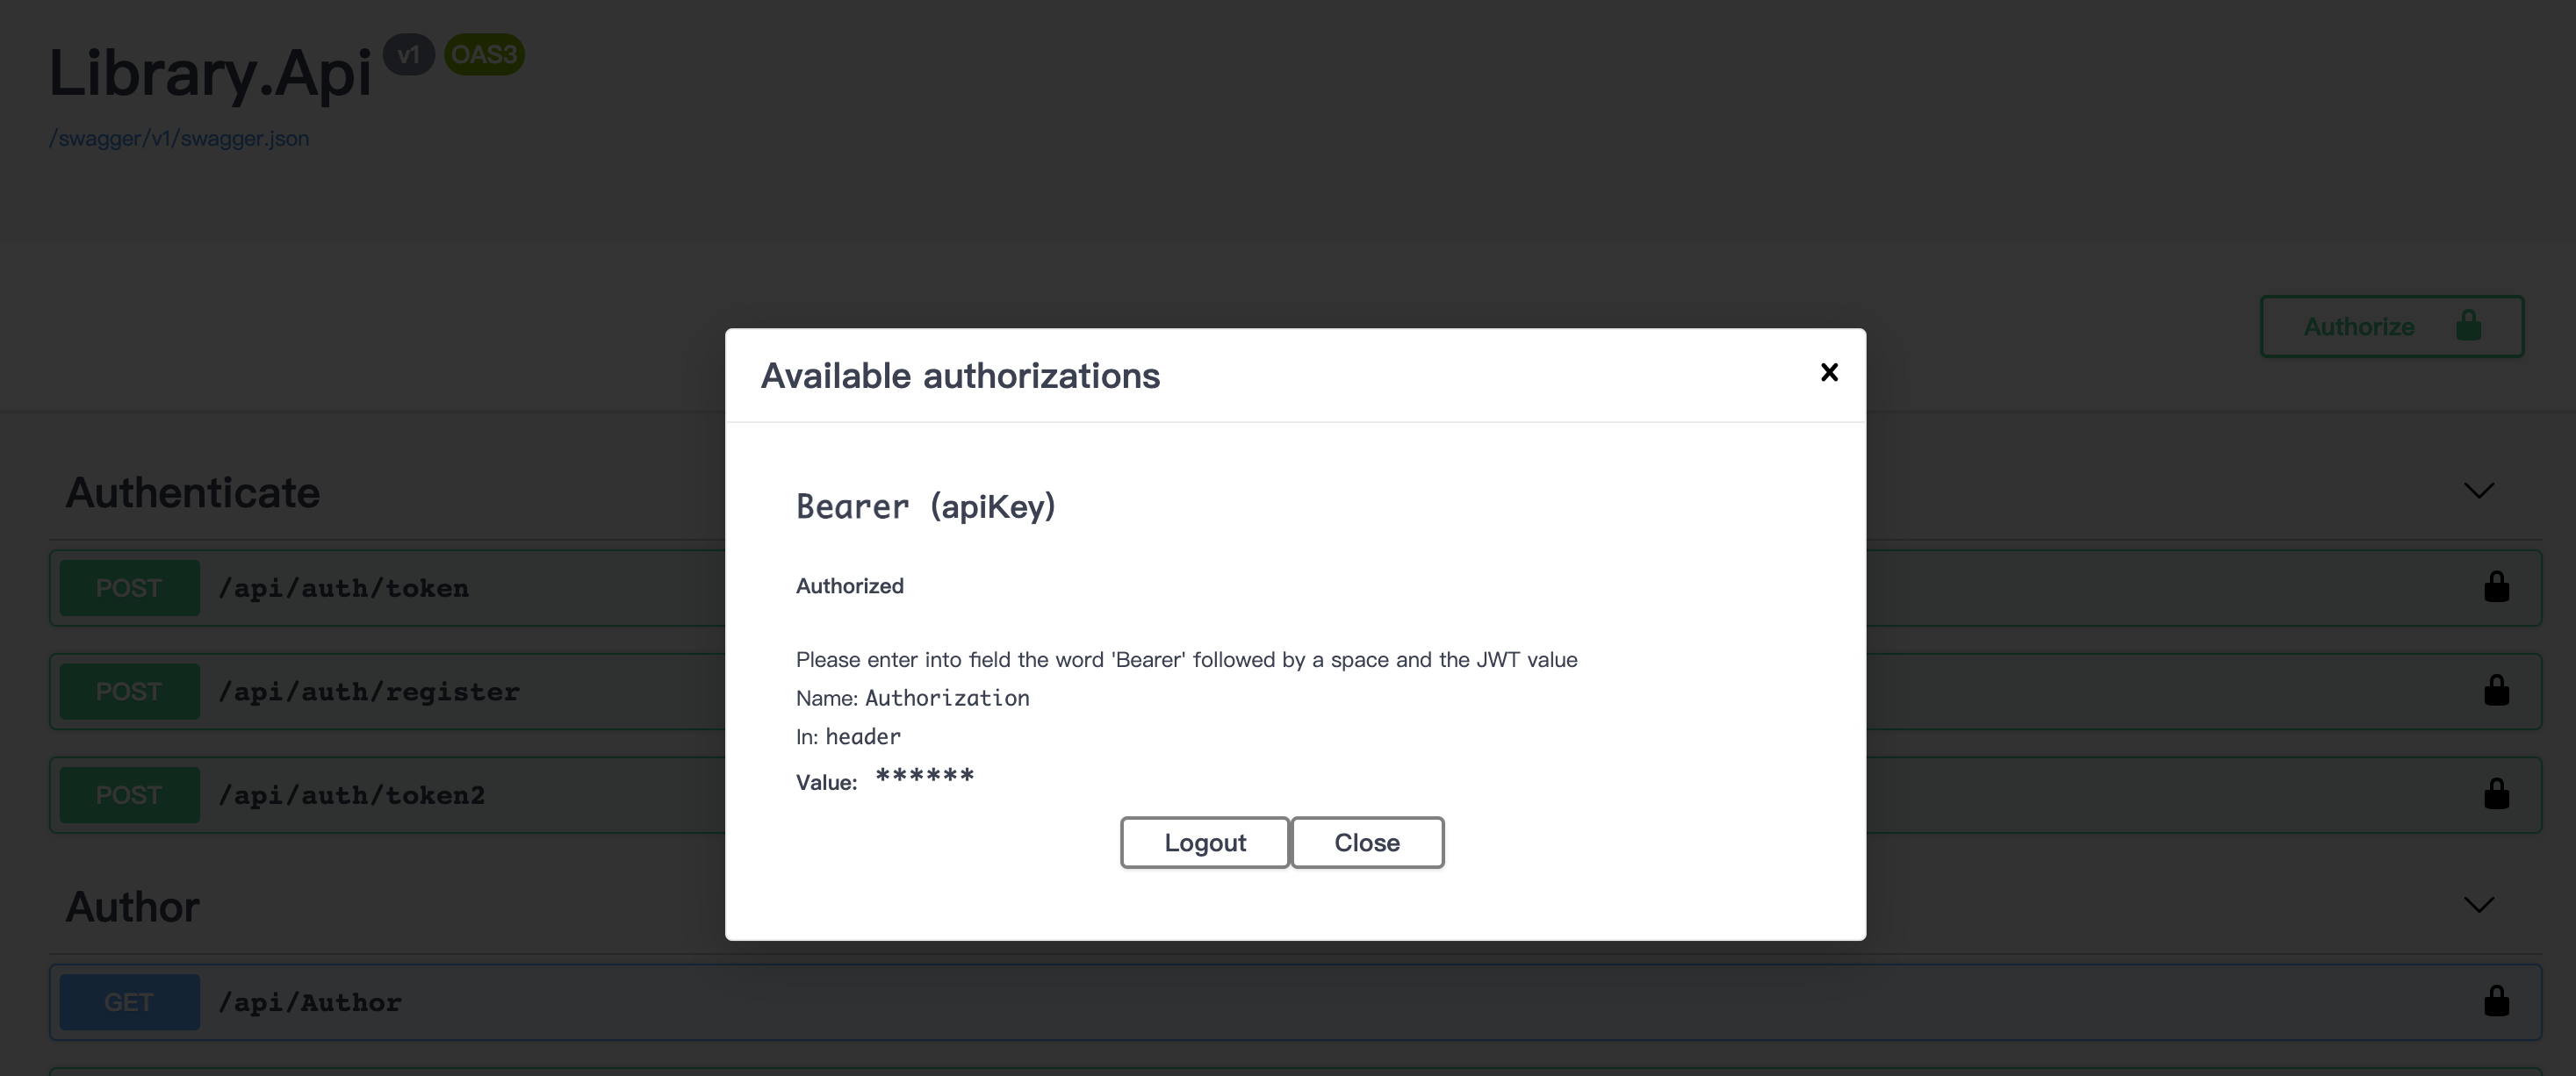 Library.Api v1 OAS3
/swagger/v1/swagger.json
Authorize
Available authorizations
Bearer (apiKey)
Authorized
Please enter into field the word 'Bearer' followed by a space and the JWT value
Name: Authorization
In: header
Value: ******
Logout Close
Authenticate
POST /api/auth/token
POST /api/auth/register
POST /api/auth/token2
Author
GET /api/Author